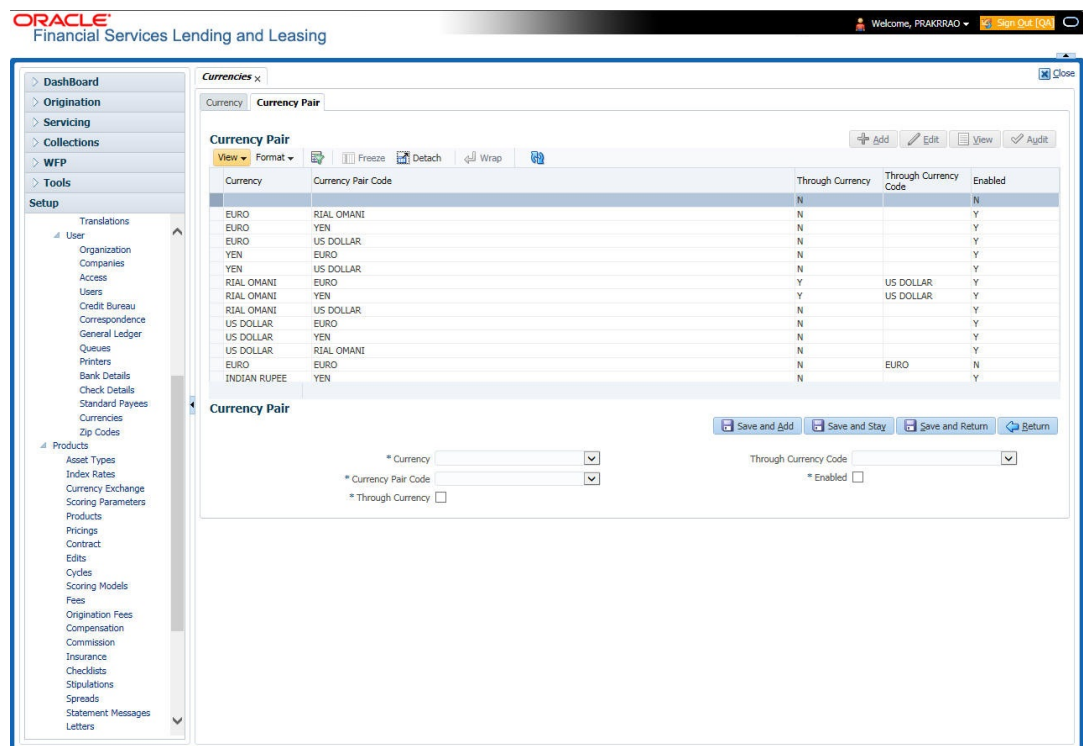 ORACLE®
Financial Services Lending and Leasing
Welcome, PRAKRRAO
Sign Out [QA]
DashBoard
Origination
Servicing
Collections
WFP
Tools
Setup
Translations
User
Organization
Companies
Access
Users
Credit Bureau
Correspondence
General Ledger
Queues
Printers
Bank Details
Check Details
Standard Payees
Currencies
Zip Codes
Products
Asset Types
Index Rates
Currency Exchange
Scoring Parameters
Products
Pricings
Contract
Edits
Cycles
Scoring Models
Fees
Origination Fees
Compensation
Commission
Insurance
Checklists
Stipulations
Spreads
Statement Messages
Letters
Currencies
Close
Currency Currency Pair
Currency Pair
Add Edit View Audit
View Format Freeze Detach Wrap
Currency Currency Pair Code Through Currency Through Currency Code Enabled
N N
EURO RIAL OMANI N Y
EURO YEN N Y
EURO US DOLLAR N Y
YEN EURO N Y
YEN US DOLLAR N Y
RIAL OMANI EURO Y US DOLLAR Y
RIAL OMANI YEN Y US DOLLAR Y
RIAL OMANI US DOLLAR N Y
US DOLLAR EURO N Y
US DOLLAR YEN N Y
US DOLLAR RIAL OMANI N Y
EURO EURO N EURO N
INDIAN RUPEE YEN N Y
Currency Pair
Save and Add Save and Stay Save and Return Return
* Currency
* Currency Pair Code
* Through Currency
Through Currency Code
* Enabled